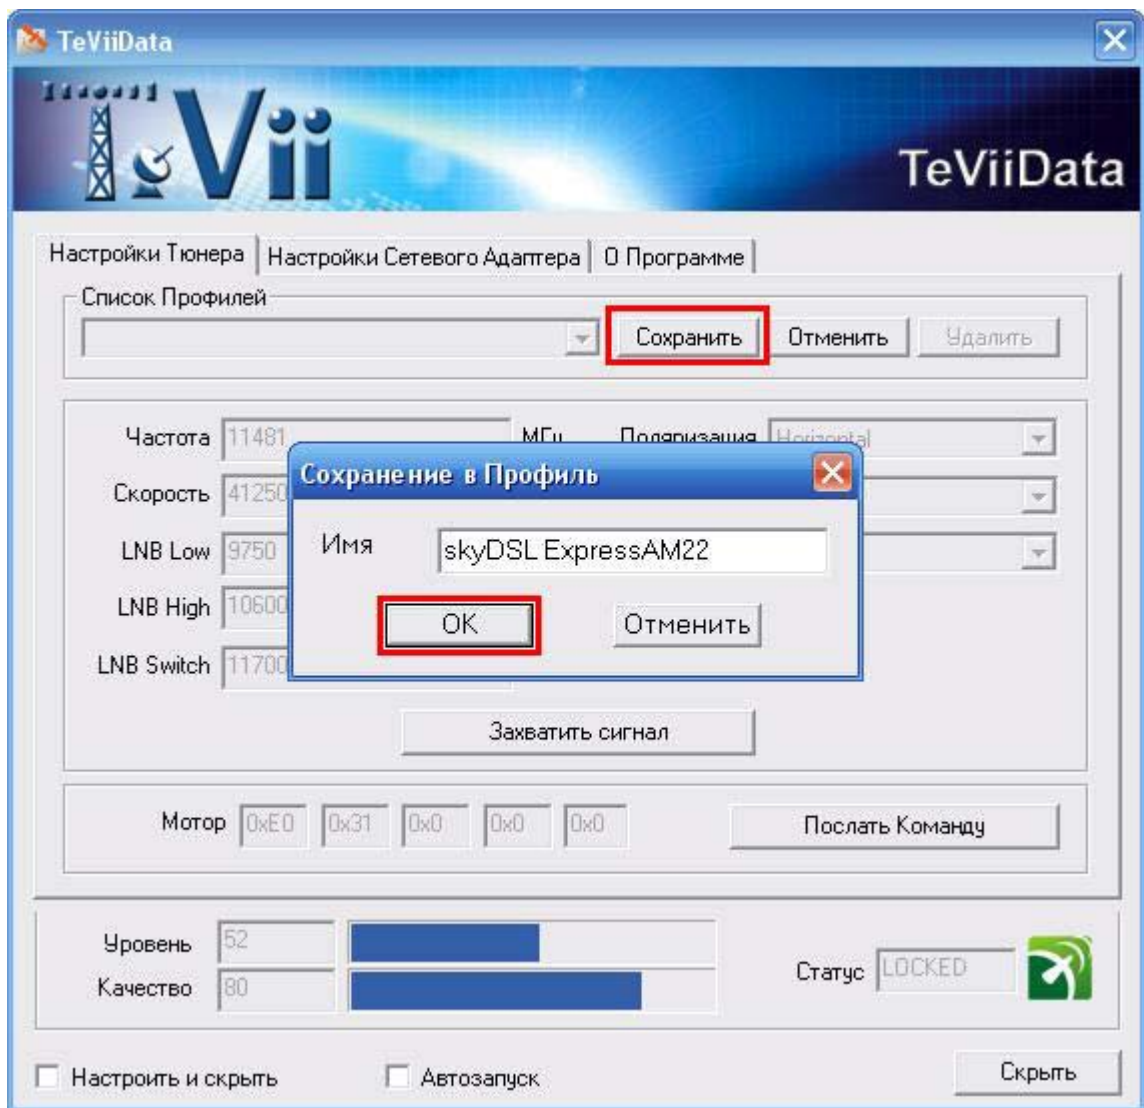 TeViiData
TeVii
TeViiData
Настройки Тюнера Настройки Сетевого Адаптера О Программе
Список Профилей
Сохранить Отменить Удалить
Частота 11481 МГц Поляризация Horizontal
Сохранение в Профиль
Скорость 41250
Имя skyDSL ExpressAM22
LNB Low 9750
LNB High 10600
OK Отменить
LNB Switch 11700
Захватить сигнал
Мотор 0xE0 0x31 0x0 0x0 0x0 Послать Команду
Уровень 52
Качество 80
Статус LOCKED
Настроить и скрыть Автозапуск Скрыть